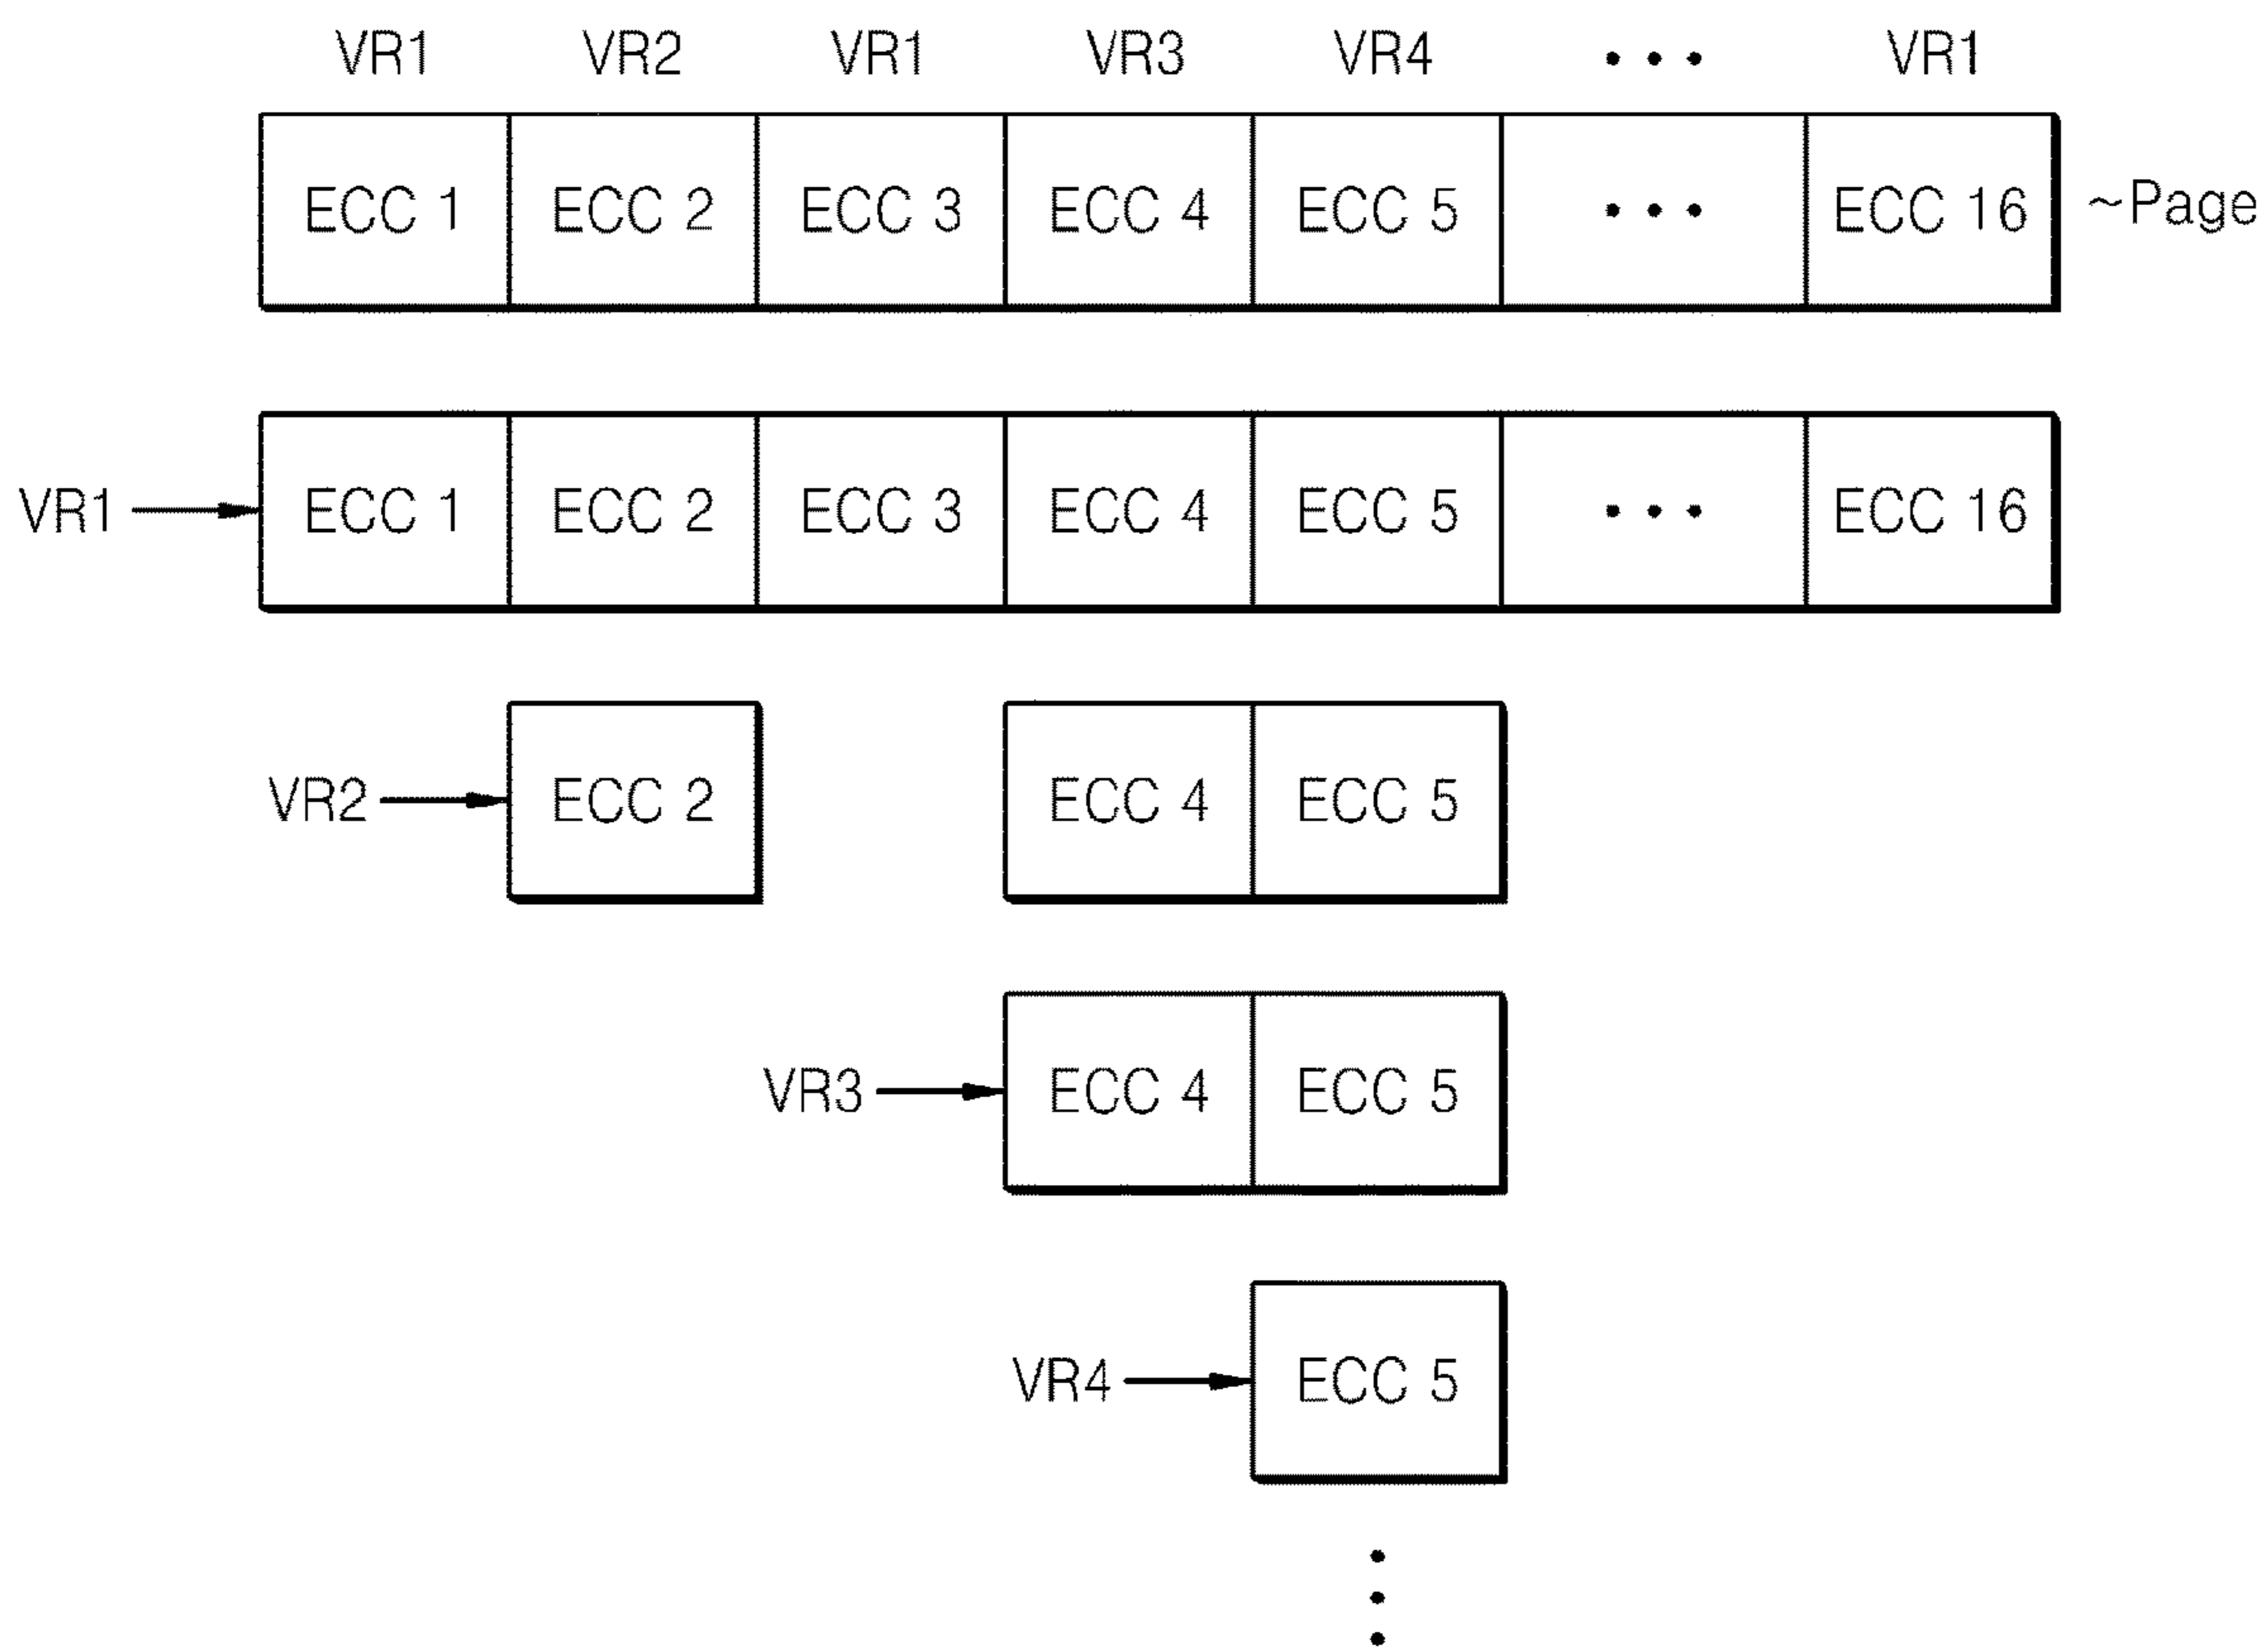 VR1 VR2 VR1 VR3 VR4 • • • VR1
ECC 1 ECC 2 ECC 3 ECC 4 ECC 5 • • • ECC 16 ~Page
VR1 ECC 1 ECC 2 ECC 3 ECC 4 ECC 5 • • • ECC 16
VR2 ECC 2 ECC 4 ECC 5
VR3 ECC 4 ECC 5
VR4 ECC 5